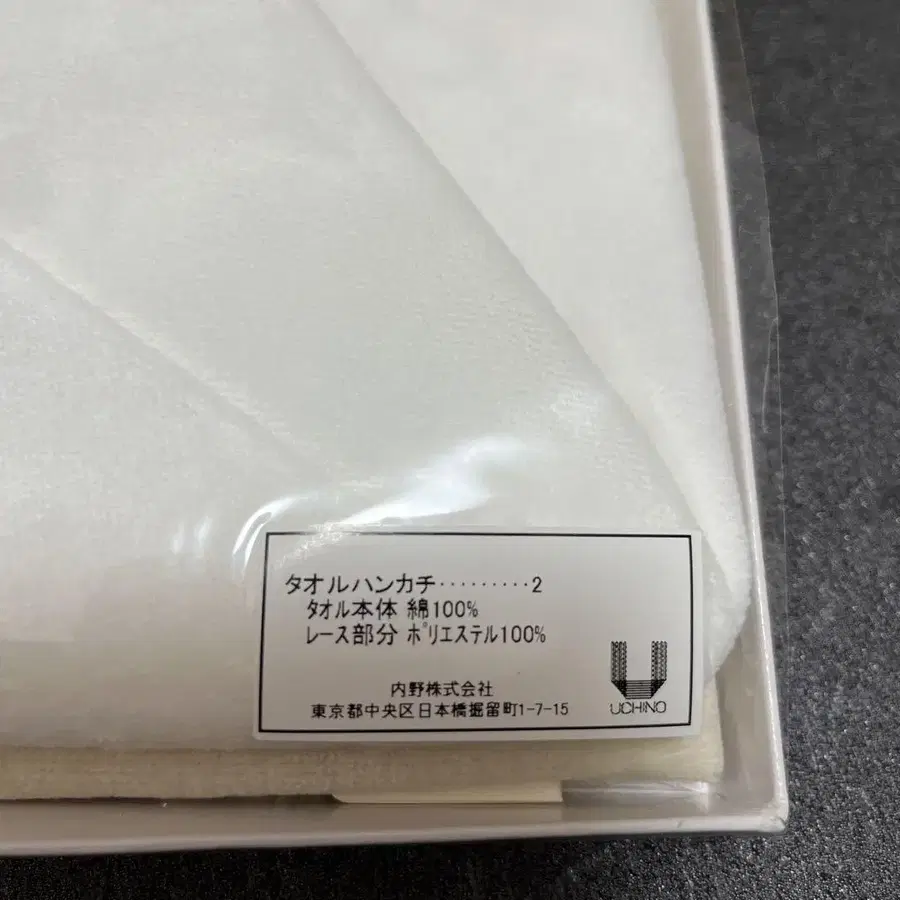 タオルハンカチ·········2
タオル本体 綿100%
レース部分 ポリエステル100%
内野株式会社
東京都中央区日本橋堀留町1-7-15
UCHINO